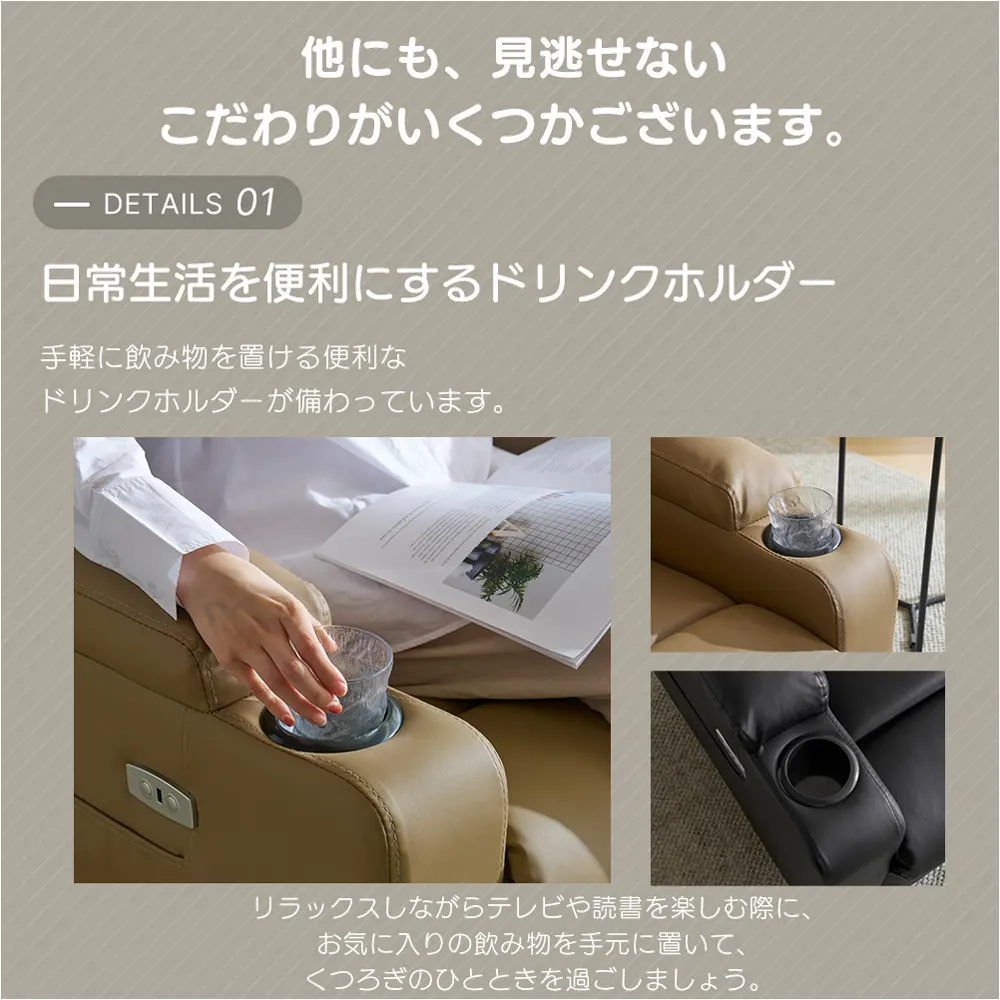 他にも、見逃せない
こだわりがいくつかございます。
DETAILS 01
日常生活を便利にするドリンクホルダー
手軽に飲み物を置ける便利な
ドリンクホルダーが備わっています。
リラックスしながらテレビや読書を楽しむ際に、
お気に入りの飲み物を手元に置いて、
くつろぎのひとときを過ごしましょう。